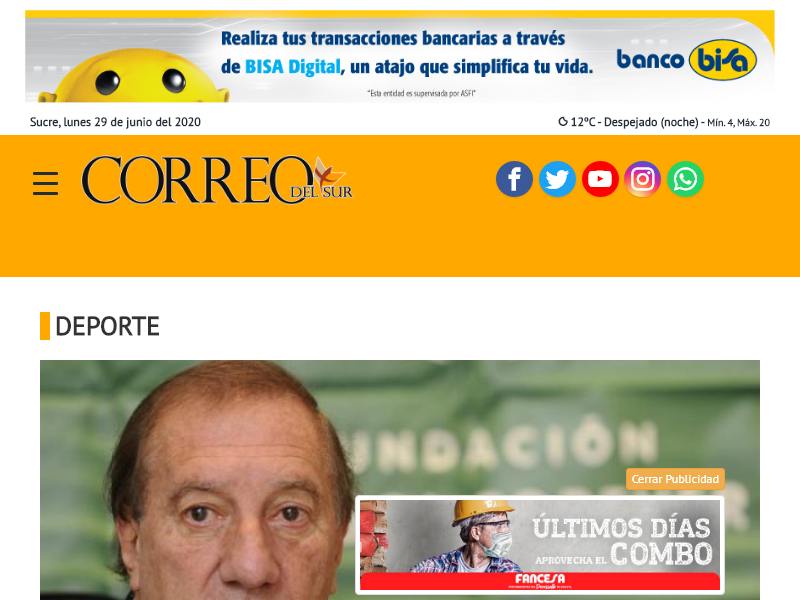 Realiza tus transacciones bancarias a través
de BISA Digital, un atajo que simplifica tu vida.
banco bisa
"Esta entidad es supervisada por ASFI"
Sucre, lunes 29 de junio del 2020
12ºC - Despejado (noche) - Mín. 4, Máx. 20
CORREO
DEL SUR
DEPORTE
FUNDACIÓN
Cerrar Publicidad
ÚLTIMOS DÍAS
APROVECHA EL COMBO
FANCESA